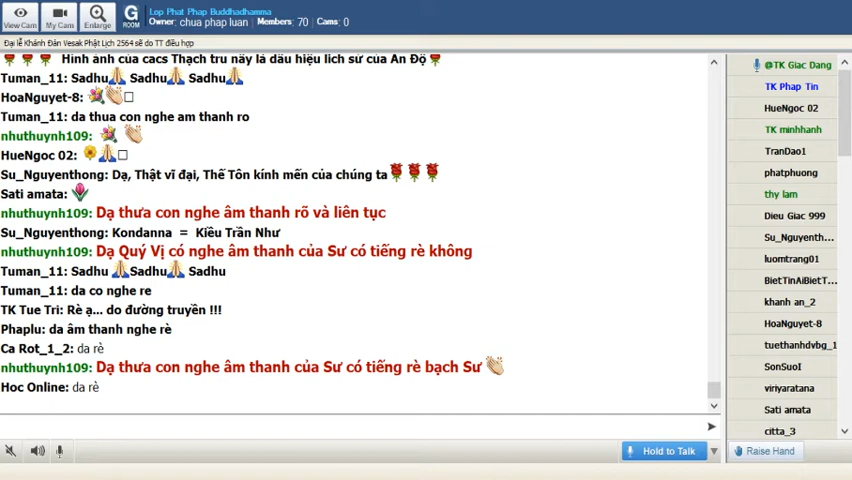 View Cam
My Cam
Enlarge
G
ROOM
Lop Phat Phap Buddhadhamma
Owner: chua phap luan Members: 70 Cams: 0
Đại lễ Khánh Đản Vesak Phật Lịch 2564 sẽ do TT điều hợp
Hình ảnh của cacs Thạch trụ này là dấu hiệu lich sử của Ấn Độ
Tuman_11: Sadhu Sadhu Sadhu
HoaNguyet-8:
Tuman_11: da thua con nghe am thanh ro
nhuthuynh109:
HueNgoc 02:
Su_Nguyenthong: Dạ, Thật vĩ đại, Thế Tôn kính mến của chúng ta
Sati amata:
nhuthuynh109: Dạ thưa con nghe âm thanh rõ và liên tục
Su_Nguyenthong: Kondanna = Kiều Trần Như
nhuthuynh109: Dạ Quý Vị có nghe âm thanh của Sư có tiếng rè không
Tuman_11: Sadhu Sadhu Sadhu
Tuman_11: da co nghe re
TK Tue Tri: Rè ạ... do đường truyền !!!
Phaplu: da âm thanh nghe rè
Ca Rot_1_2: da rè
nhuthuynh109: Dạ thưa con nghe âm thanh của Sư có tiếng rè bạch Sư
Hoc Online: da rè
Hold to Talk
@TK Giac Dang
TK Phap Tin
HueNgoc 02
TK minhhanh
TranDao1
phatphuong
thy lam
Dieu Giac 999
Su_Nguyenth...
luomtrang01
BietTinAiBietT...
khanh an_2
HoaNguyet-8
tuethanhdvbg_1
SonSuoI
viriyaratana
Sati amata
citta_3
Raise Hand